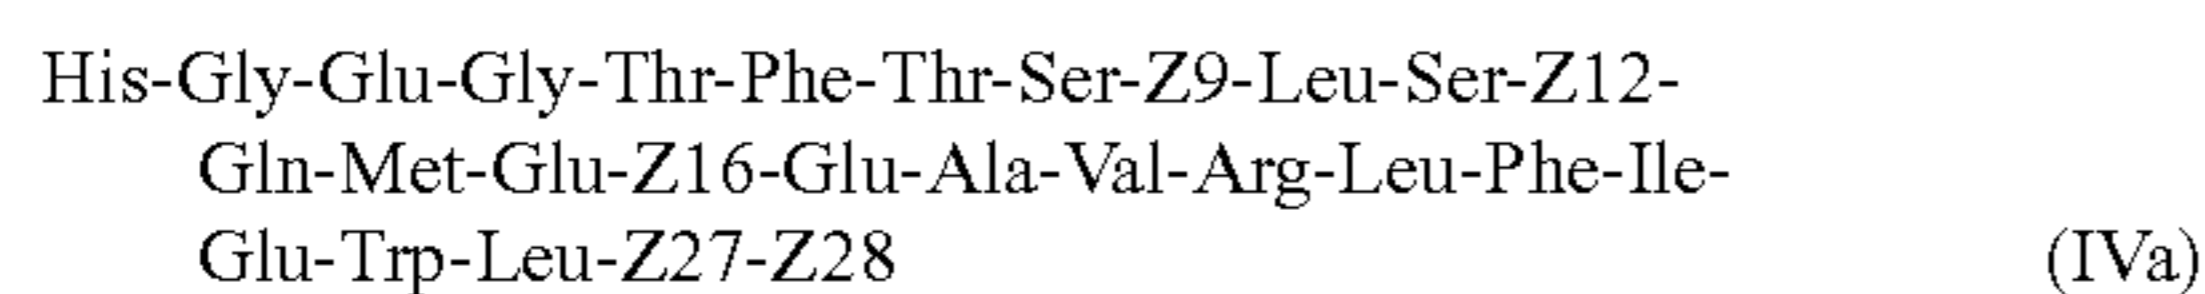 His-Gly-Glu-Gly-Thr-Phe-Thr-Ser-Z9-Leu-Ser-Z12-
Gln-Met-Glu-Z16-Glu-Ala-Val-Arg-Leu-Phe-Ile-
Glu-Trp-Leu-Z27-Z28 (IVa)